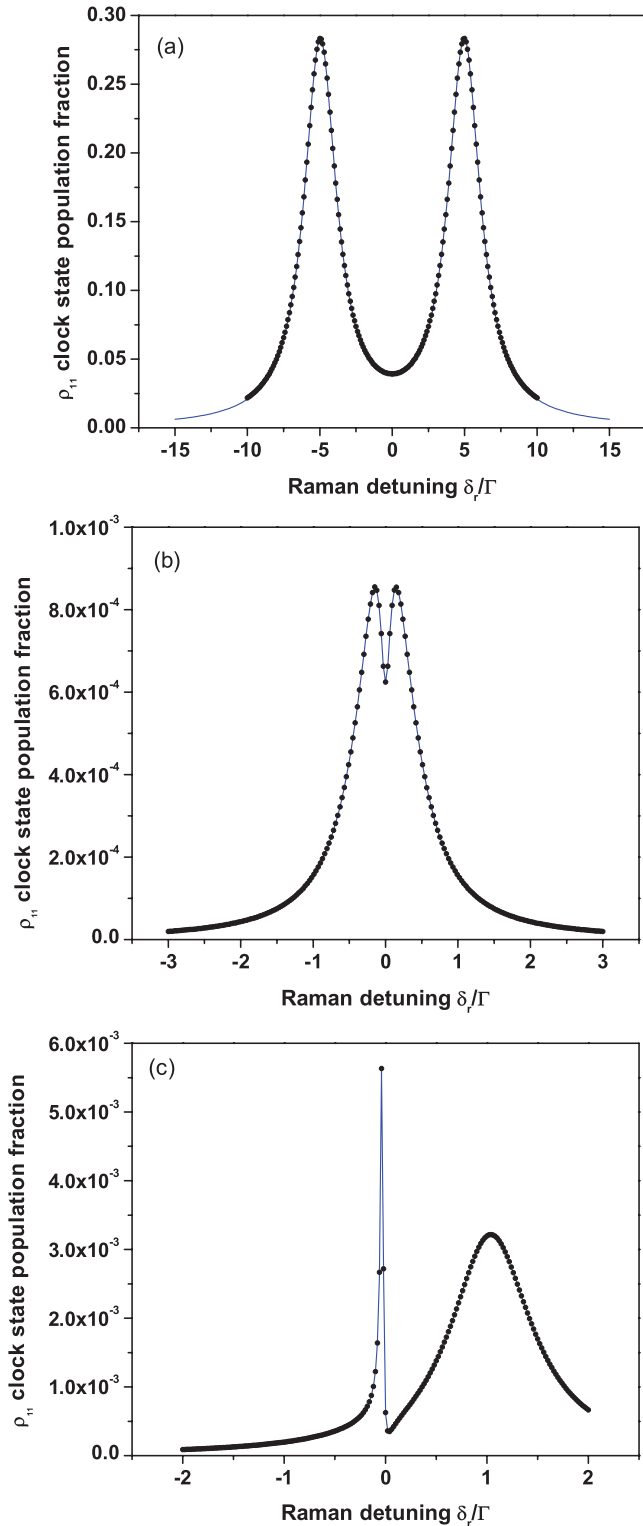 (a)
0.30
0.25
0.20
0.15
0.10
0.05
0.00
ρ₁₁ clock state population fraction
-15 -10 -5 0 5 10 15
Raman detuning δᵣ/Γ
(b)
1.0x10⁻³
8.0x10⁻⁴
6.0x10⁻⁴
4.0x10⁻⁴
2.0x10⁻⁴
0.0
ρ₁₁ clock state population fraction
-3 -2 -1 0 1 2 3
Raman detuning δᵣ/Γ
(c)
6.0x10⁻³
5.0x10⁻³
4.0x10⁻³
3.0x10⁻³
2.0x10⁻³
1.0x10⁻³
0.0
ρ₁₁ clock state population fraction
-2 -1 0 1 2
Raman detuning δᵣ/Γ